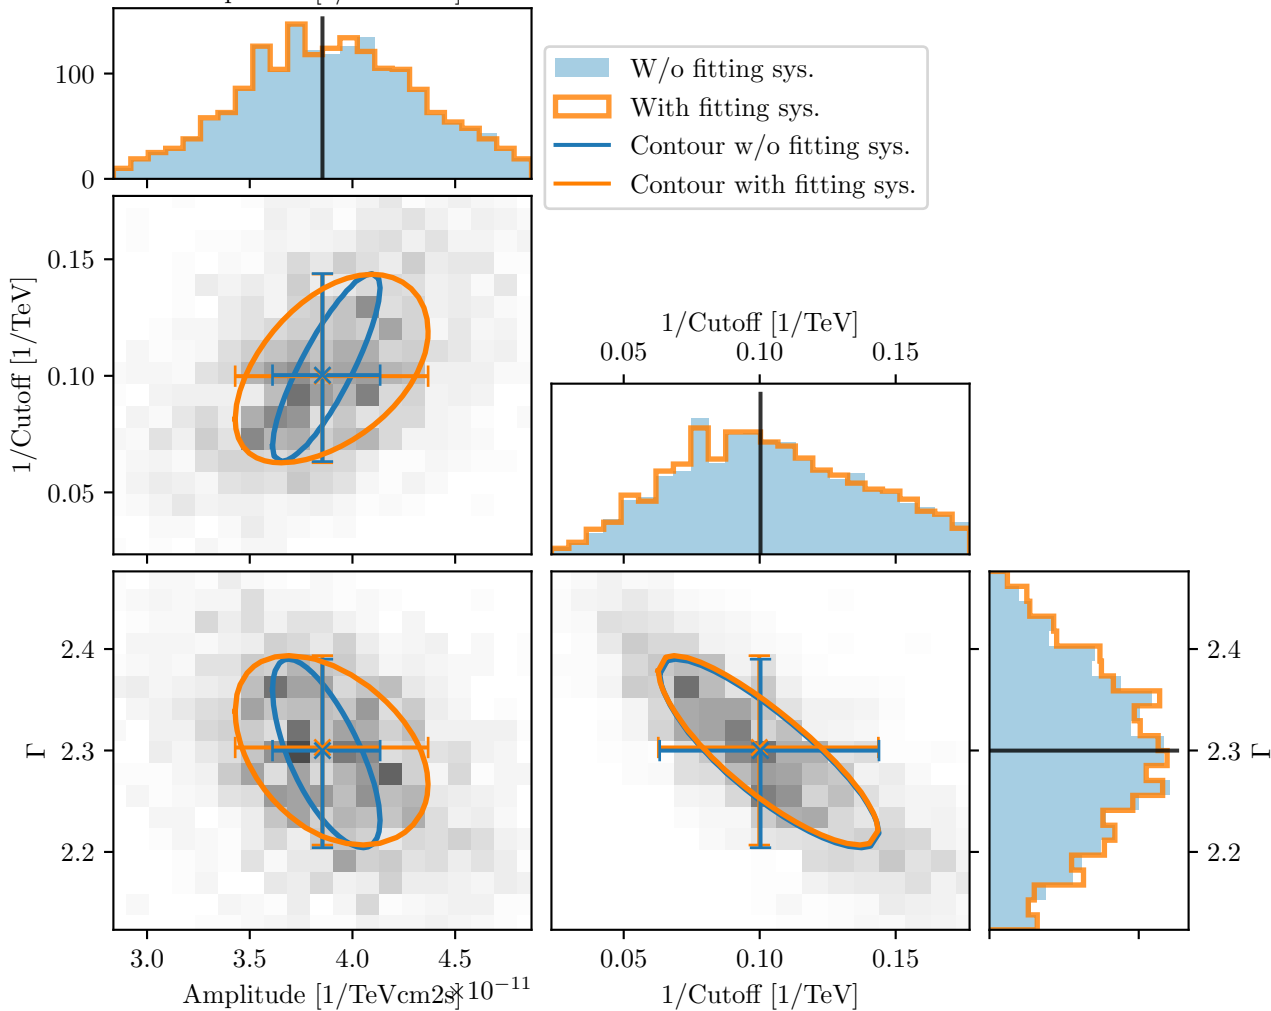 100
0
W/o fitting sys.
With fitting sys.
Contour w/o fitting sys.
Contour with fitting sys.
1/Cutoff [1/TeV]
0.15
0.10
0.05
1/Cutoff [1/TeV]
0.05 0.10 0.15
Γ
2.4
2.3
2.2
2.4
2.3
2.2
Γ
3.0 3.5 4.0 4.5
×10⁻¹¹
Amplitude [1/TeVcm2s]
0.05 0.10 0.15
1/Cutoff [1/TeV]